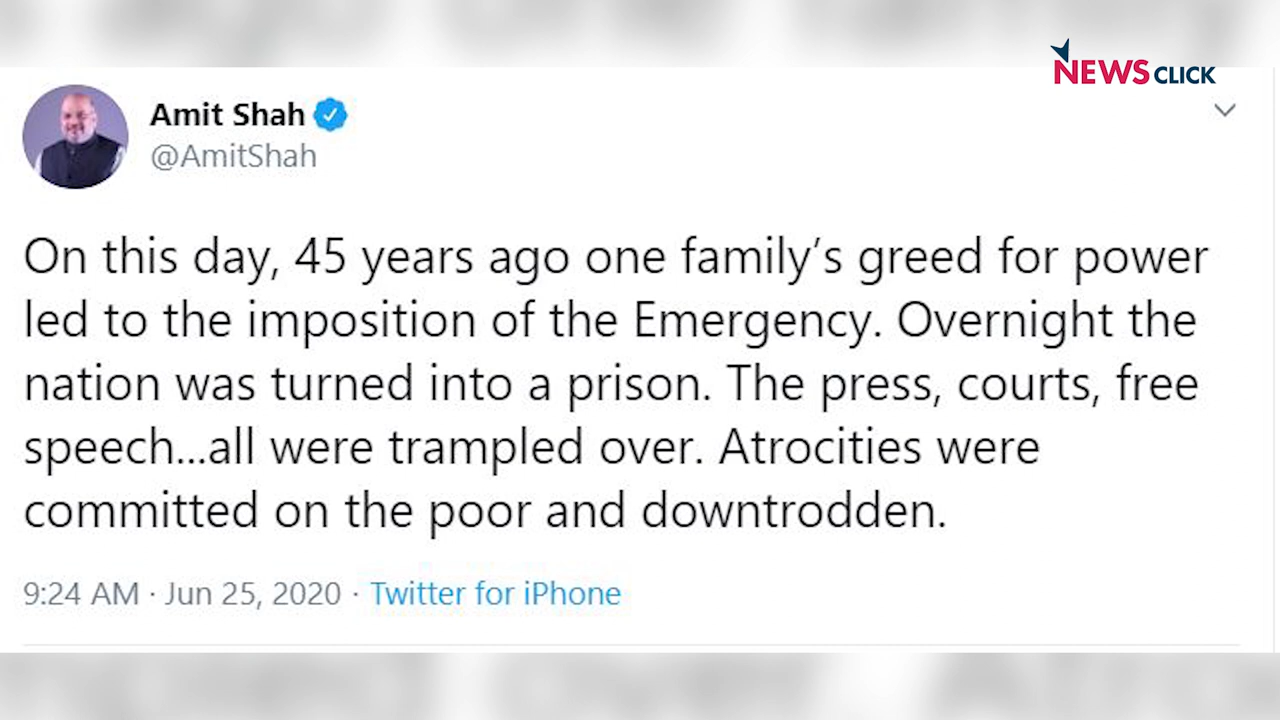 NEWS CLICK
Amit Shah
@AmitShah
On this day, 45 years ago one family’s greed for power
led to the imposition of the Emergency. Overnight the
nation was turned into a prison. The press, courts, free
speech...all were trampled over. Atrocities were
committed on the poor and downtrodden.
9:24 AM · Jun 25, 2020 · Twitter for iPhone